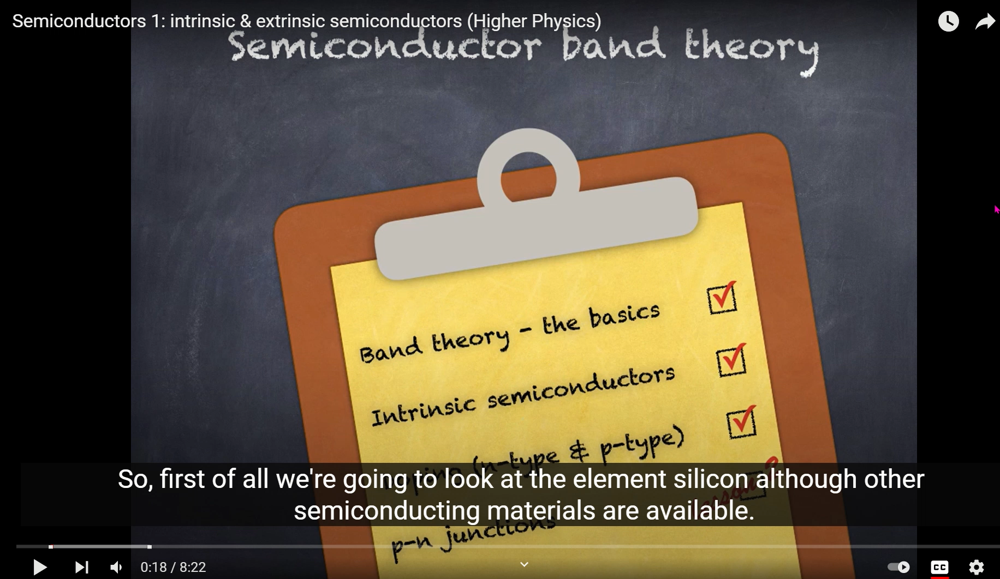 Semiconductors 1: intrinsic & extrinsic semiconductors (Higher Physics)
Semiconductor band theory
Band theory - the basics
Intrinsic semiconductors
Doping (n-type & p-type)
So, first of all we're going to look at the element silicon although other
semiconducting materials are available.
p-n junctions
0:18 / 8:22
CC